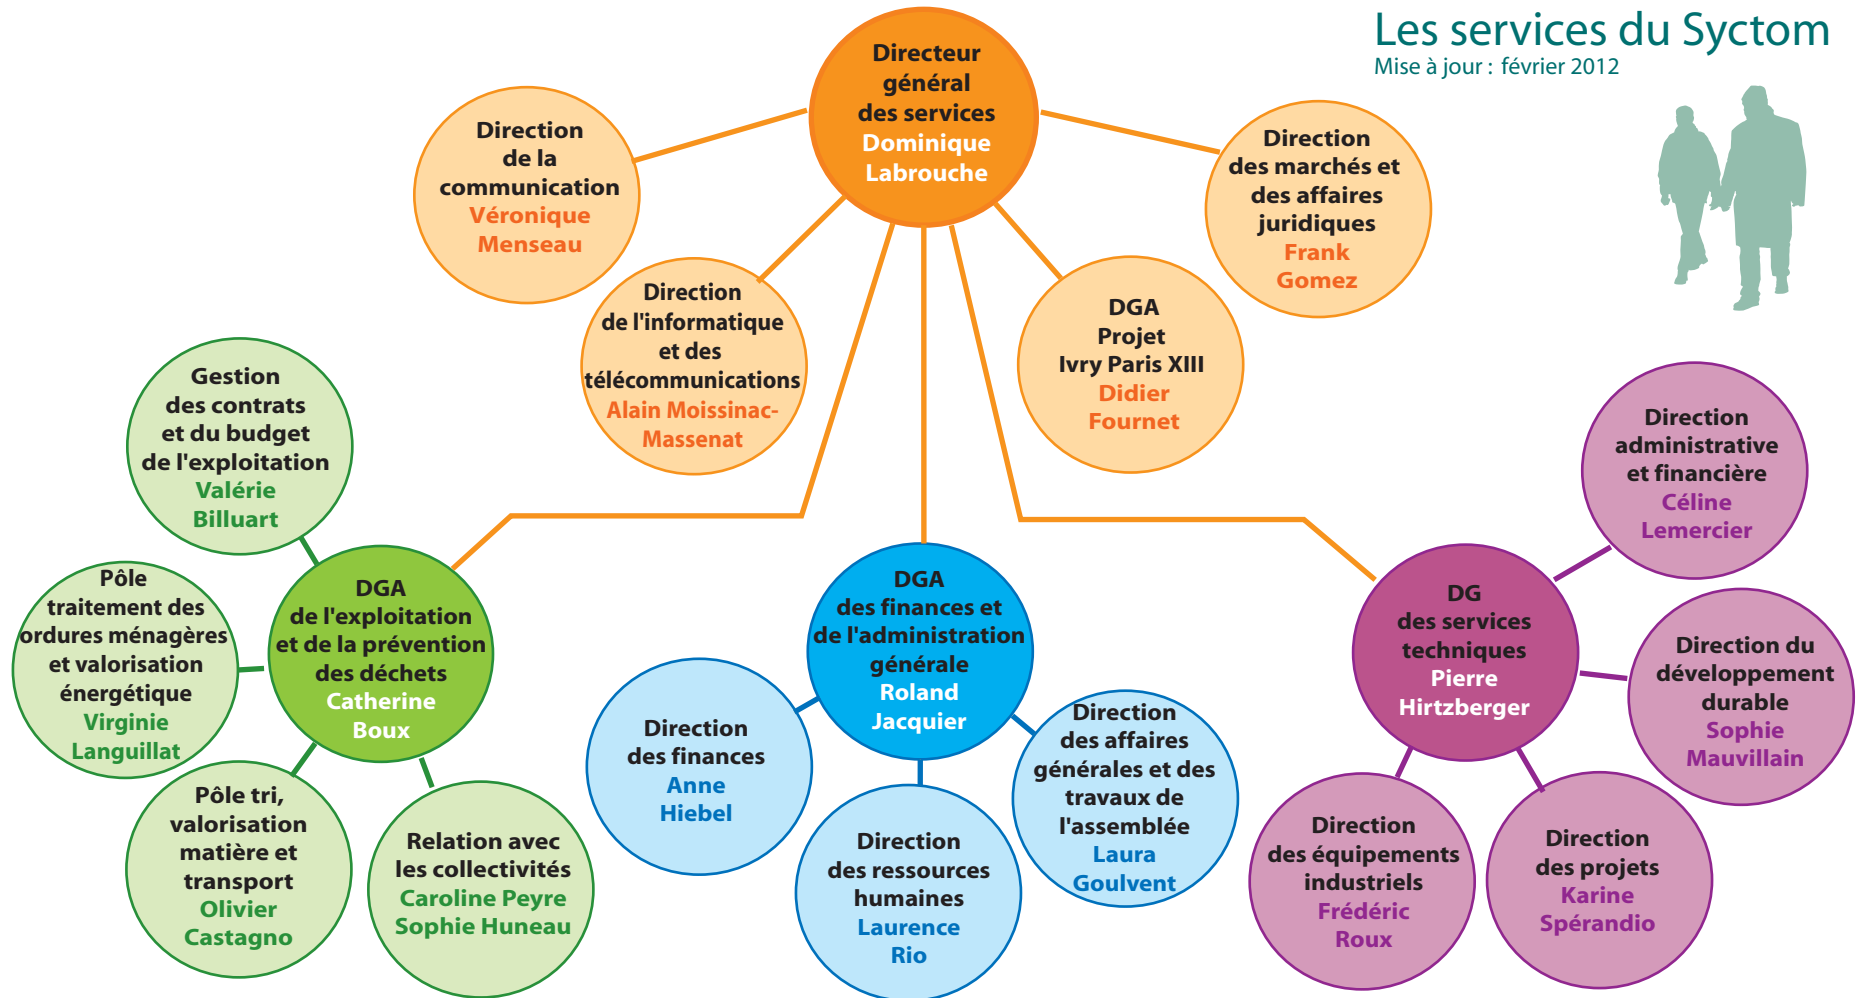 Les services du Syctom
Mise à jour : février 2012
Directeur
général
des services
Dominique
Labrouche
Direction
de la
communication
Véronique
Menseau
Direction
de l'informatique
et des
télécommunications
Alain Moissinac-
Massenat
DGA
Projet
Ivry Paris XIII
Didier
Fournet
Direction
des marchés et
des affaires
juridiques
Frank
Gomez
Gestion
des contrats
et du budget
de l'exploitation
Valérie
Billuart
Pôle
traitement des
ordures ménagères
et valorisation
énergétique
Virginie
Languillat
DGA
de l'exploitation
et de la prévention
des déchets
Catherine
Boux
Pôle tri,
valorisation
matière et
transport
Olivier
Castagno
Relation avec
les collectivités
Caroline Peyre
Sophie Huneau
DGA
des finances et
de l'administration
générale
Roland
Jacquier
Direction
des finances
Anne
Hiebel
Direction
des ressources
humaines
Laurence
Rio
Direction
des affaires
générales et des
travaux de
l'assemblée
Laura
Goulvent
DG
des services
techniques
Pierre
Hirtzberger
Direction
administrative
et financière
Céline
Lemercier
Direction du
développement
durable
Sophie
Mauvillain
Direction
des équipements
industriels
Frédéric
Roux
Direction
des projets
Karine
Spérandio